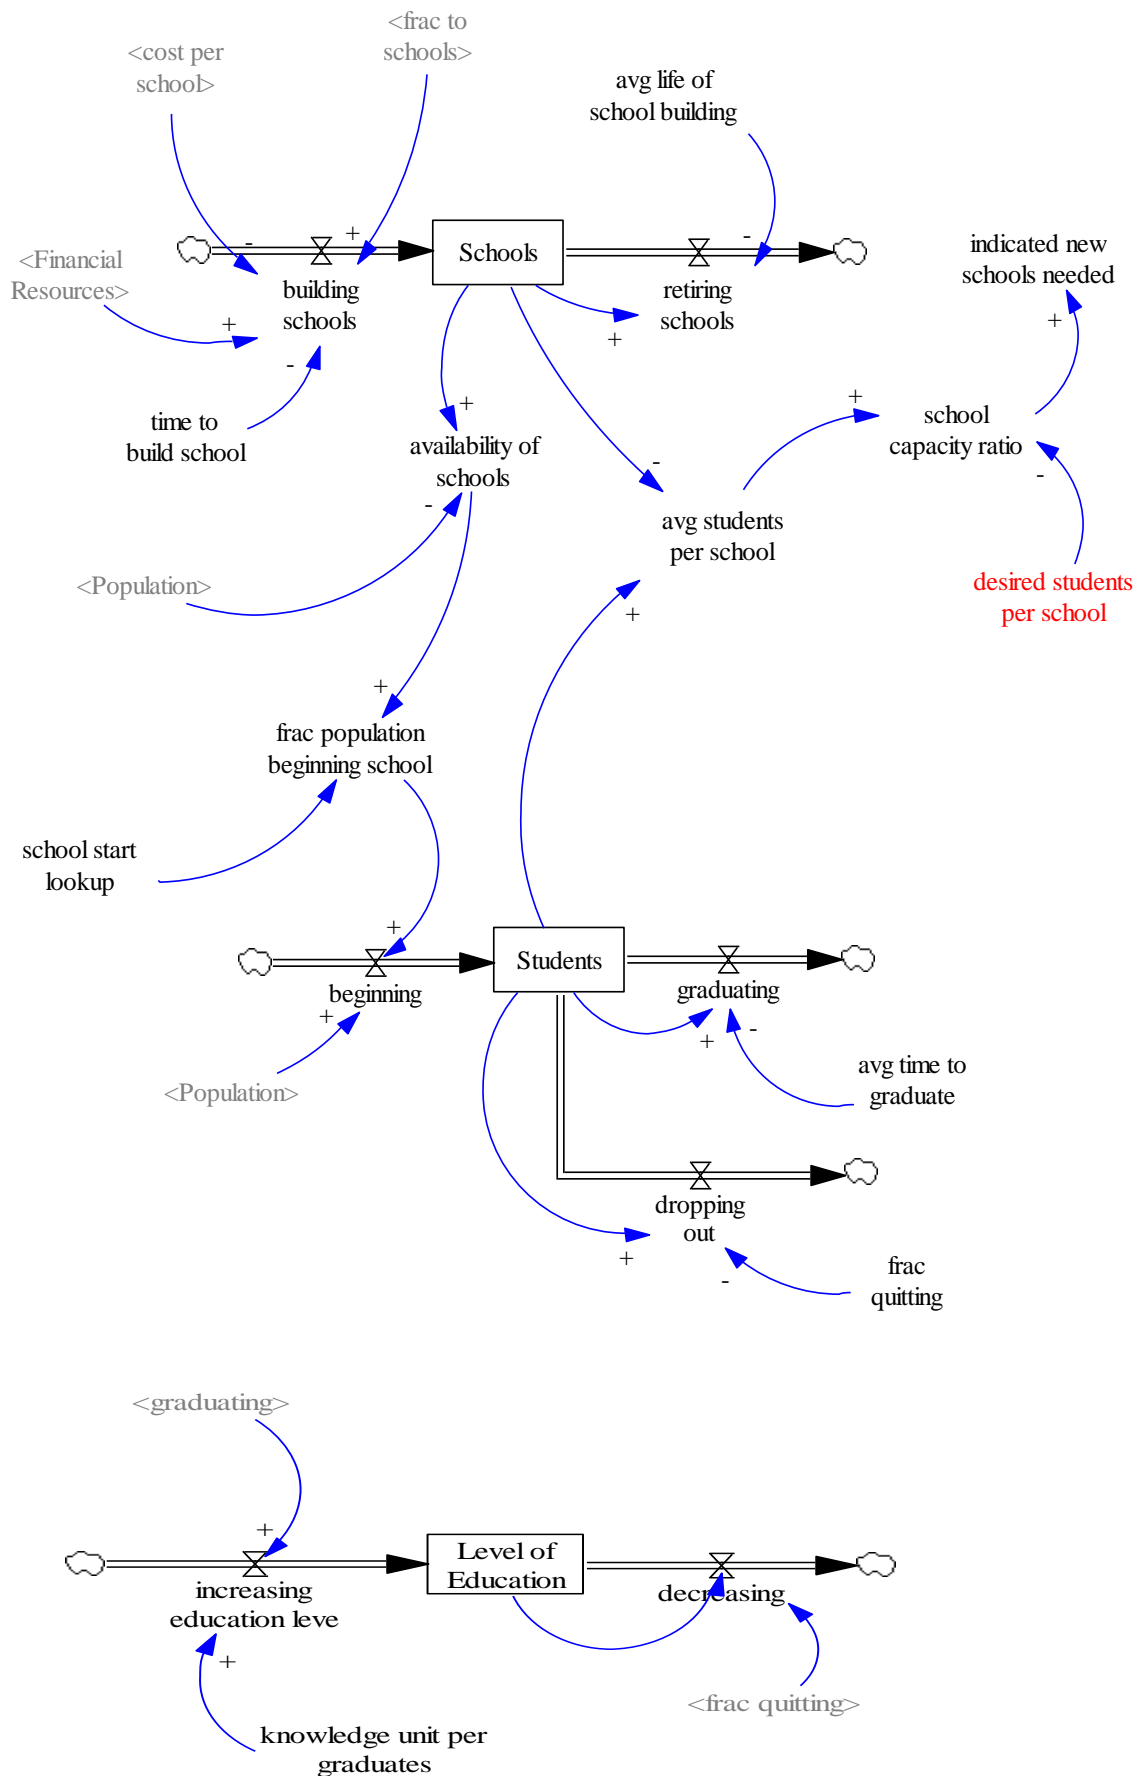 <cost per
school>
<frac to
schools>
avg life of
school building
<Financial
Resources>
-
+
Schools
-
indicated new
schools needed
building
schools
retiring
schools
+
-
+
+
time to
build school
+
+
school
capacity ratio
availability of
schools
-
-
-
avg students
per school
<Population>
desired students
per school
+
+
frac population
beginning school
school start
lookup
+
Students
beginning
graduating
+
+
-
<Population>
avg time to
graduate
dropping
out
+
-
frac
quitting
<graduating>
+
Level of
Education
increasing
education leve
decreasing
+
<frac quitting>
knowledge unit per
graduates